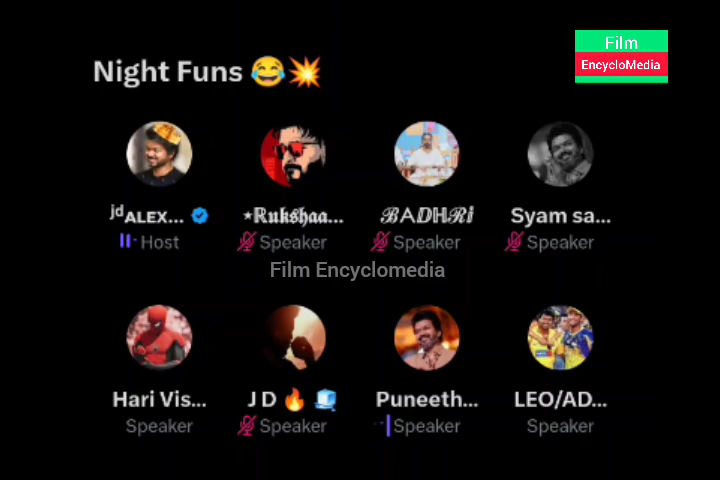 Film
EncycloMedia
Night Funs 😂💥
jdALEX...
⋆ℝ𝖚𝖐𝖘𝖍𝖆𝖆...
ℬAⅅℍℛⅈ
Syam sa...
Host
Speaker
Speaker
Speaker
Film Encyclomedia
Hari Vis...
J D 🔥 🧊
Puneeth...
LEO/AD...
Speaker
Speaker
Speaker
Speaker